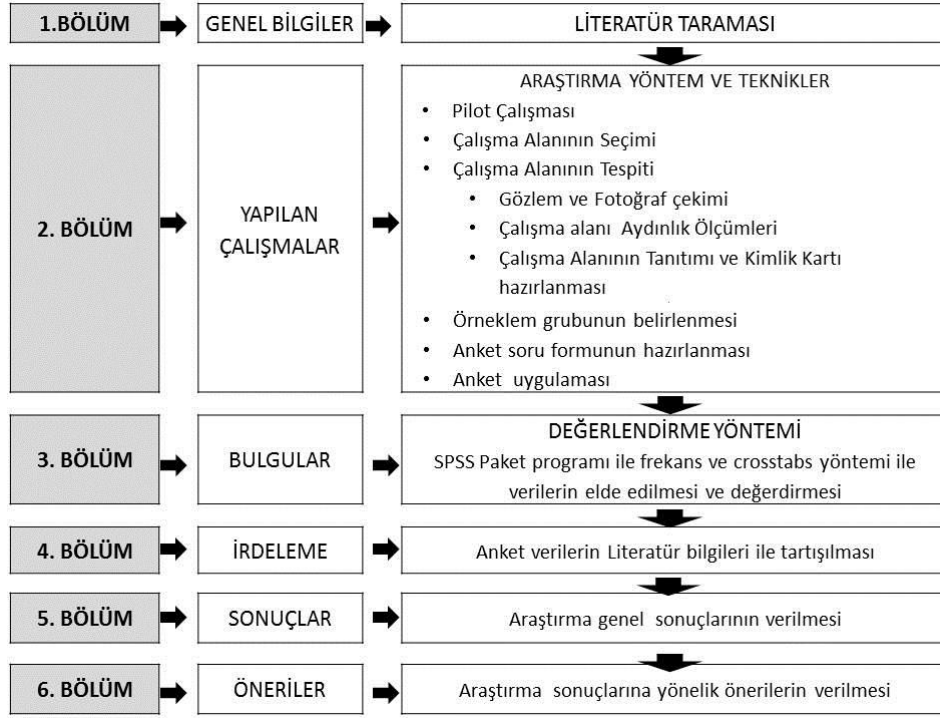 1.BÖLÜM
GENEL BİLGİLER
LİTERATÜR TARAMASI
2. BÖLÜM
YAPILAN
ÇALIŞMALAR
ARAŞTIRMA YÖNTEM VE TEKNİKLER
• Pilot Çalışması
• Çalışma Alanının Seçimi
• Çalışma Alanının Tespiti
• Gözlem ve Fotoğraf çekimi
• Çalışma alanı Aydınlık Ölçümleri
• Çalışma Alanının Tanıtımı ve Kimlik Kartı
hazırlanması
• Örneklem grubunun belirlenmesi
• Anket soru formunun hazırlanması
• Anket uygulaması
3. BÖLÜM
BULGULAR
DEĞERLENDİRME YÖNTEMİ
SPSS Paket programı ile frekans ve crosstabs yöntemi ile
verilerin elde edilmesi ve değerdirmesi
4. BÖLÜM
İRDELEME
Anket verilerin Literatür bilgileri ile tartışılması
5. BÖLÜM
SONUÇLAR
Araştırma genel sonuçlarının verilmesi
6. BÖLÜM
ÖNERİLER
Araştırma sonuçlarına yönelik önerilerin verilmesi